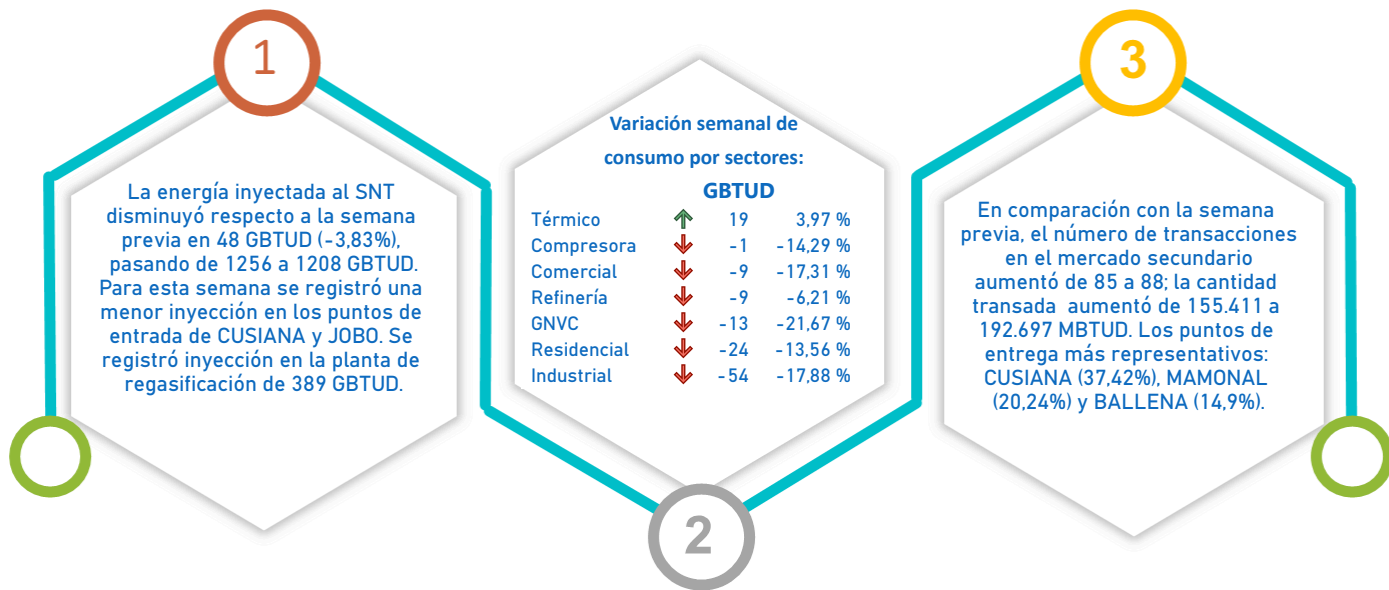 1
La energía inyectada al SNT
disminuyó respecto a la semana
previa en 48 GBTUD (-3,83%),
pasando de 1256 a 1208 GBTUD.
Para esta semana se registró una
menor inyección en los puntos de
entrada de CUSIANA y JOBO. Se
registró inyección en la planta de
regasificación de 389 GBTUD.
Variación semanal de
consumo por sectores:
GBTUD
Térmico 19 3,97 %
Compresora -1 -14,29 %
Comercial -9 -17,31 %
Refinería -9 -6,21 %
GNVC -13 -21,67 %
Residencial -24 -13,56 %
Industrial -54 -17,88 %
2
3
En comparación con la semana
previa, el número de transacciones
en el mercado secundario
aumentó de 85 a 88; la cantidad
transada aumentó de 155.411 a
192.697 MBTUD. Los puntos de
entrega más representativos:
CUSIANA (37,42%), MAMONAL
(20,24%) y BALLENA (14,9%).